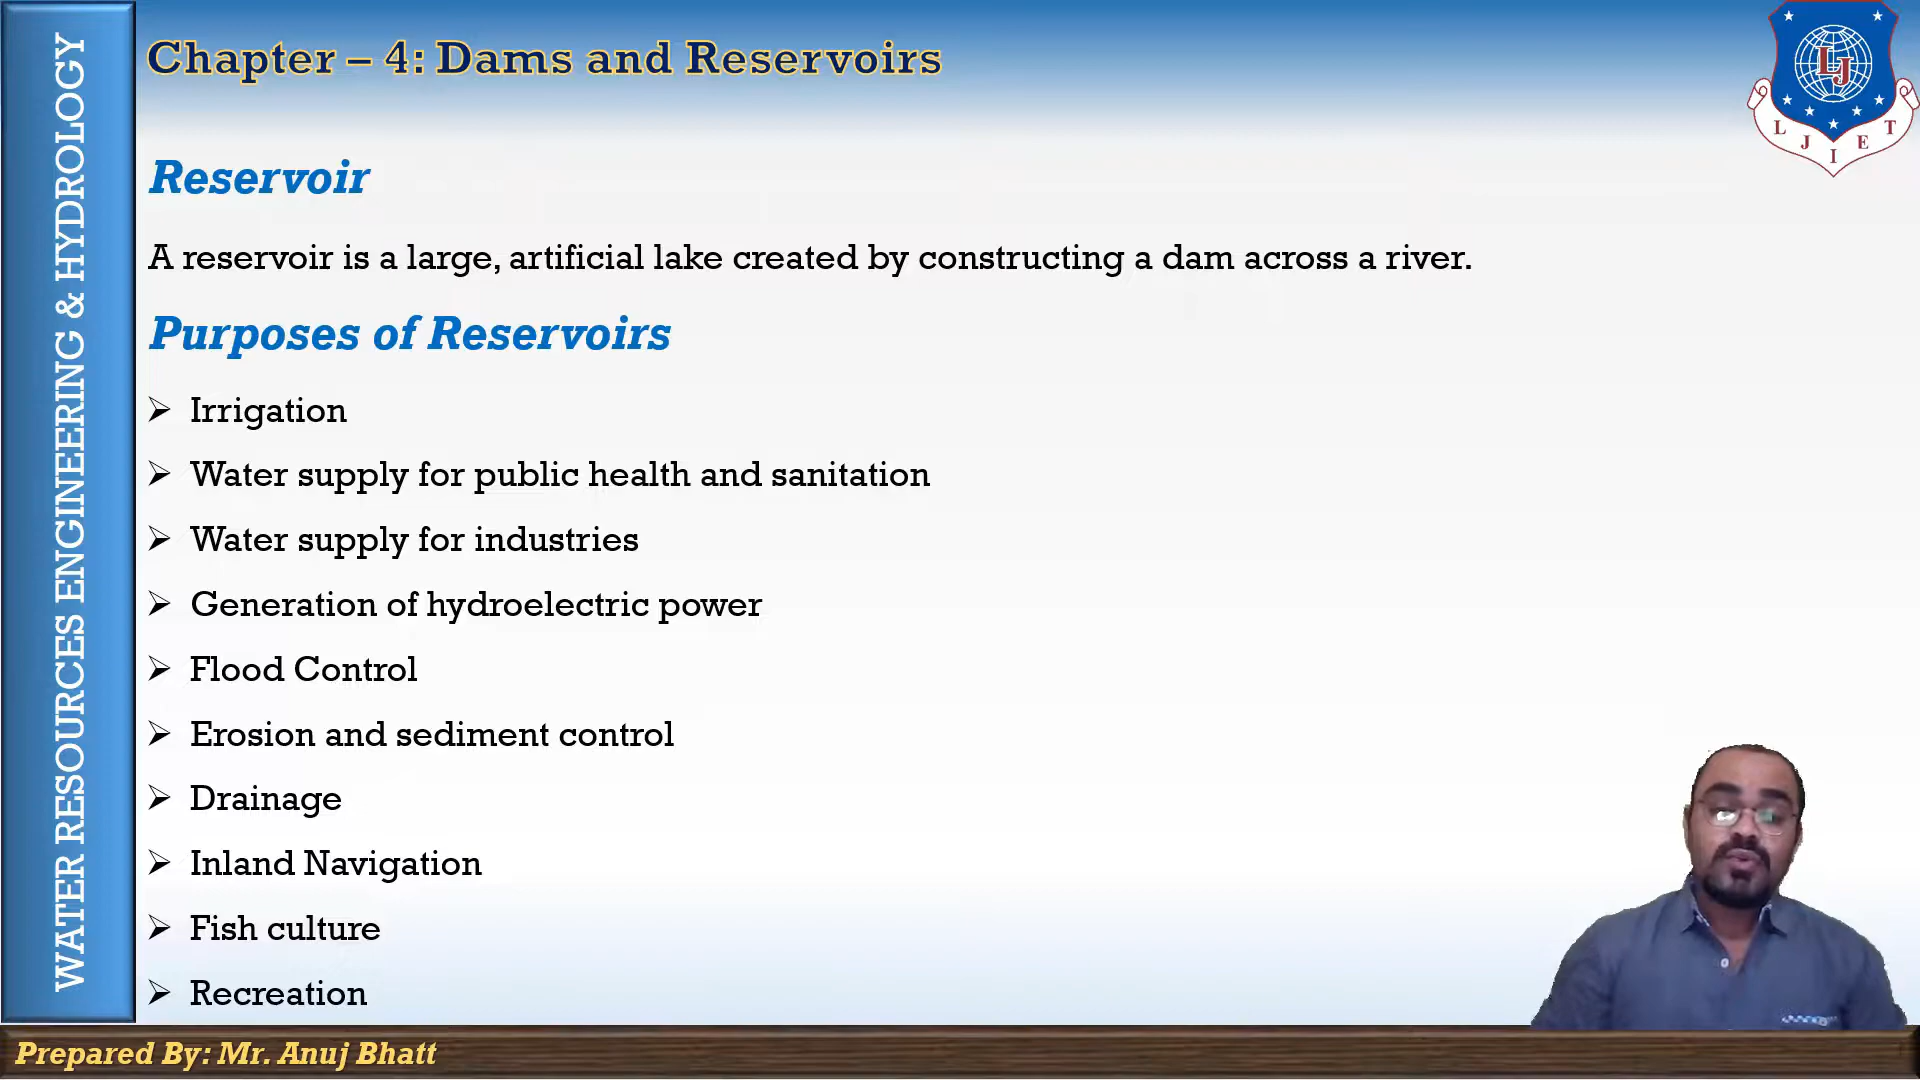 Chapter – 4: Dams and Reservoirs
WATER RESOURCES ENGINEERING & HYDROLOGY
LJ
L J I E T
Reservoir
A reservoir is a large, artificial lake created by constructing a dam across a river.
Purposes of Reservoirs
Irrigation
Water supply for public health and sanitation
Water supply for industries
Generation of hydroelectric power
Flood Control
Erosion and sediment control
Drainage
Inland Navigation
Fish culture
Recreation
Prepared By: Mr. Anuj Bhatt